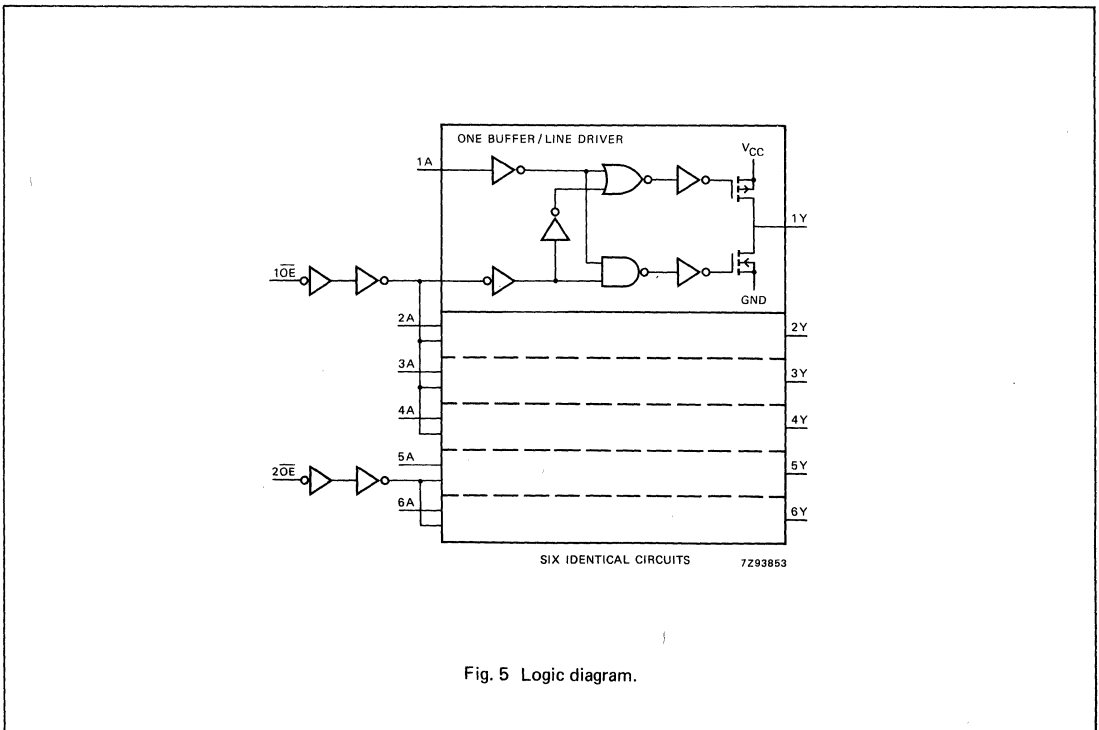 ONE BUFFER / LINE DRIVER
VCC
1A
1Y
1OE
GND
2A
2Y
3A
3Y
4A
4Y
5A
2OE
5Y
6A
6Y
SIX IDENTICAL CIRCUITS
7Z93853
Fig. 5 Logic diagram.